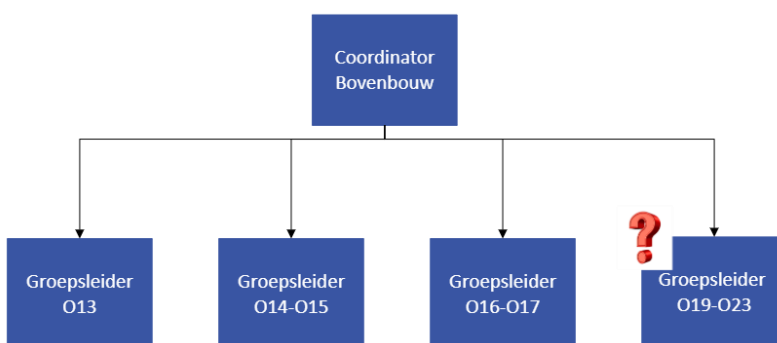 Coordinator
Bovenbouw
Groepsleider
O13
Groepsleider
O14-O15
Groepsleider
O16-O17
?
Groepsleider
O19-O23